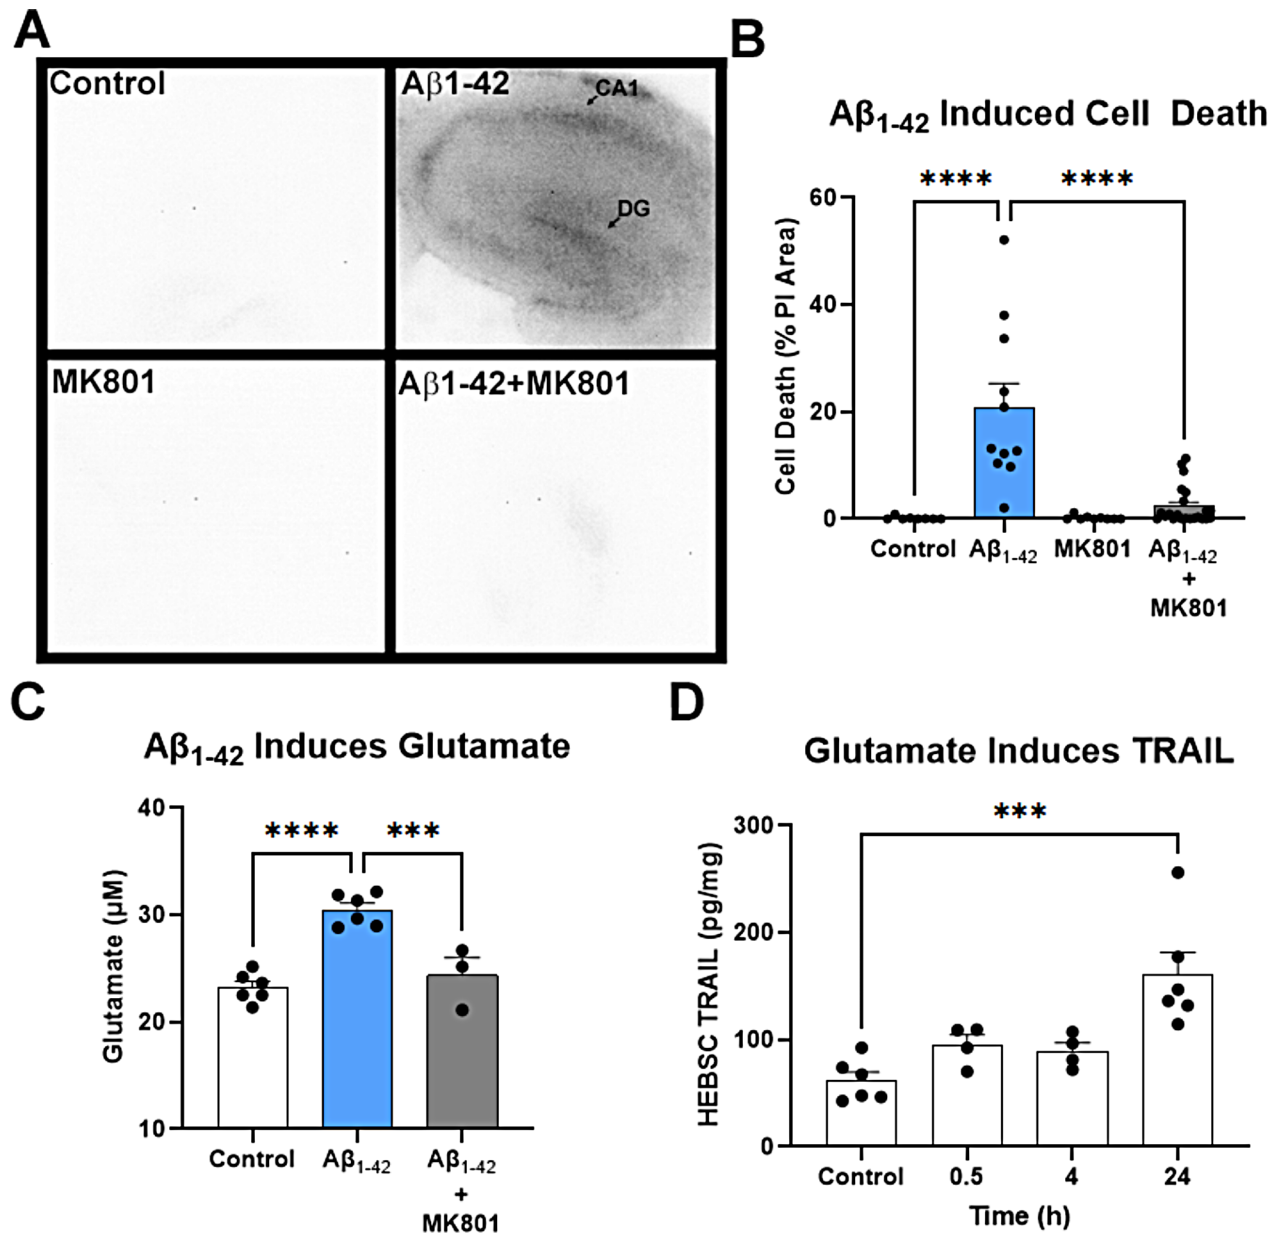 A
Control
Aβ1-42
CA1
DG
MK801
Aβ1-42+MK801
B
Aβ1-42 Induced Cell Death
**** ****
Cell Death (% PI Area)
60
40
20
0
Control Aβ1-42 MK801 Aβ1-42
+
MK801
C
Aβ1-42 Induces Glutamate
**** ***
Glutamate (μM)
40
30
20
10
Control Aβ1-42 Aβ1-42
+
MK801
D
Glutamate Induces TRAIL
***
HEBSC TRAIL (pg/mg)
300
200
100
0
Control 0.5 4 24
Time (h)